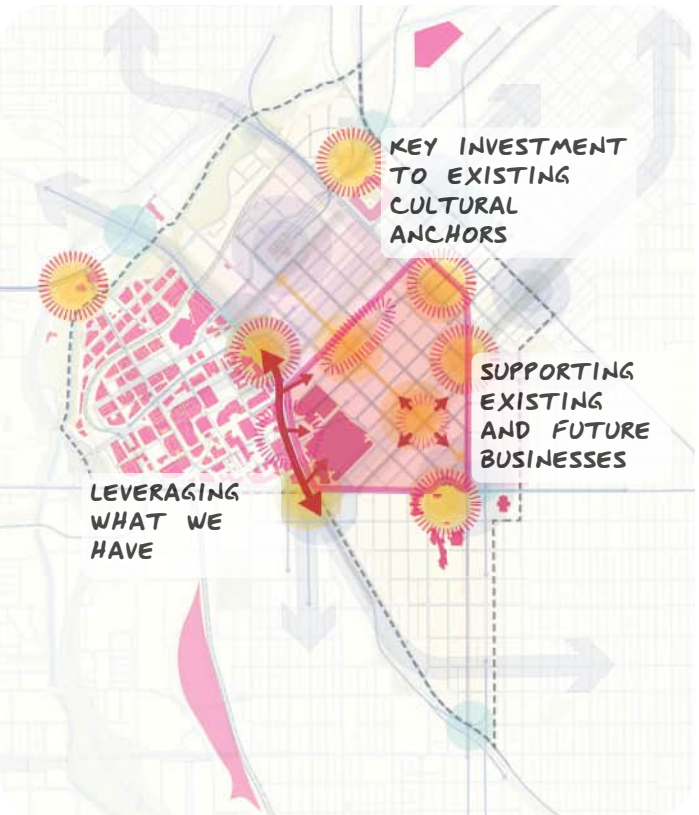 KEY INVESTMENT
TO EXISTING
CULTURAL
ANCHORS
SUPPORTING
EXISTING
AND FUTURE
BUSINESSES
LEVERAGING
WHAT WE
HAVE